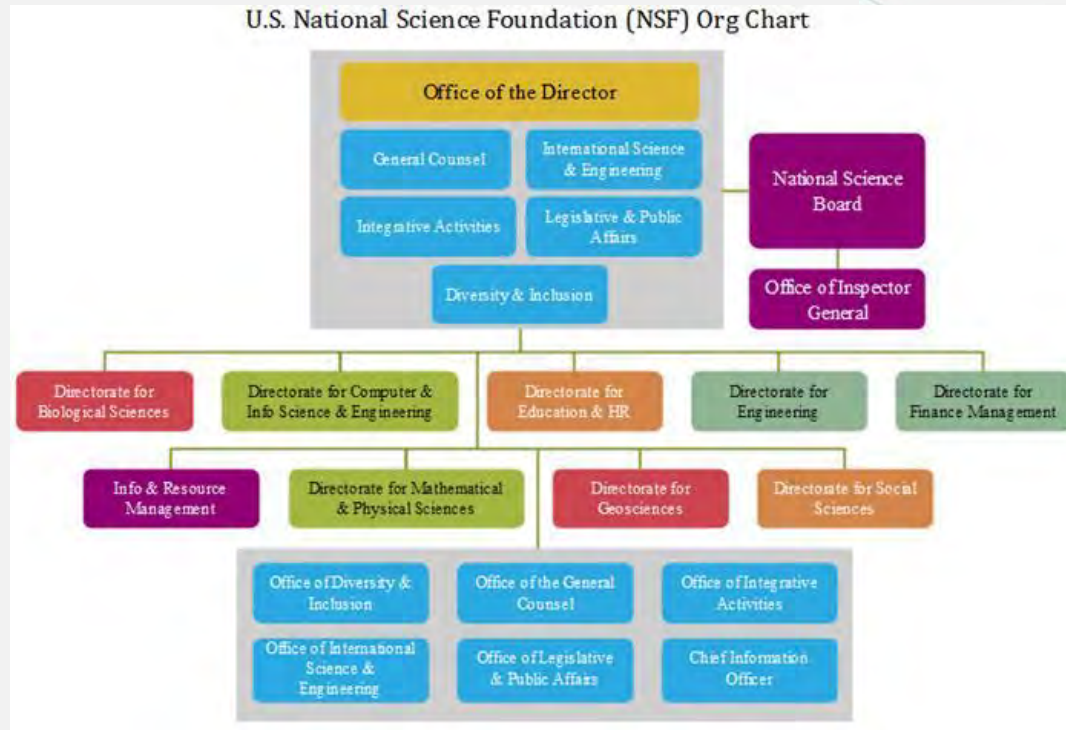 U.S. National Science Foundation (NSF) Org Chart
Office of the Director
General Counsel
International Science
& Engineering
Integrative Activities
Legislative & Public
Affairs
Diversity & Inclusion
National Science
Board
Office of Inspector
General
Directorate for
Biological Sciences
Directorate for Computer &
Info Science & Engineering
Directorate for
Education & HR
Directorate for
Engineering
Directorate for
Finance Management
Info & Resource
Management
Directorate for Mathematical
& Physical Sciences
Directorate for
Geosciences
Directorate for Social
Sciences
Office of Diversity &
Inclusion
Office of the General
Counsel
Office of Integrative
Activities
Office of International
Science &
Engineering
Office of Legislative
& Public Affairs
Chief Information
Officer